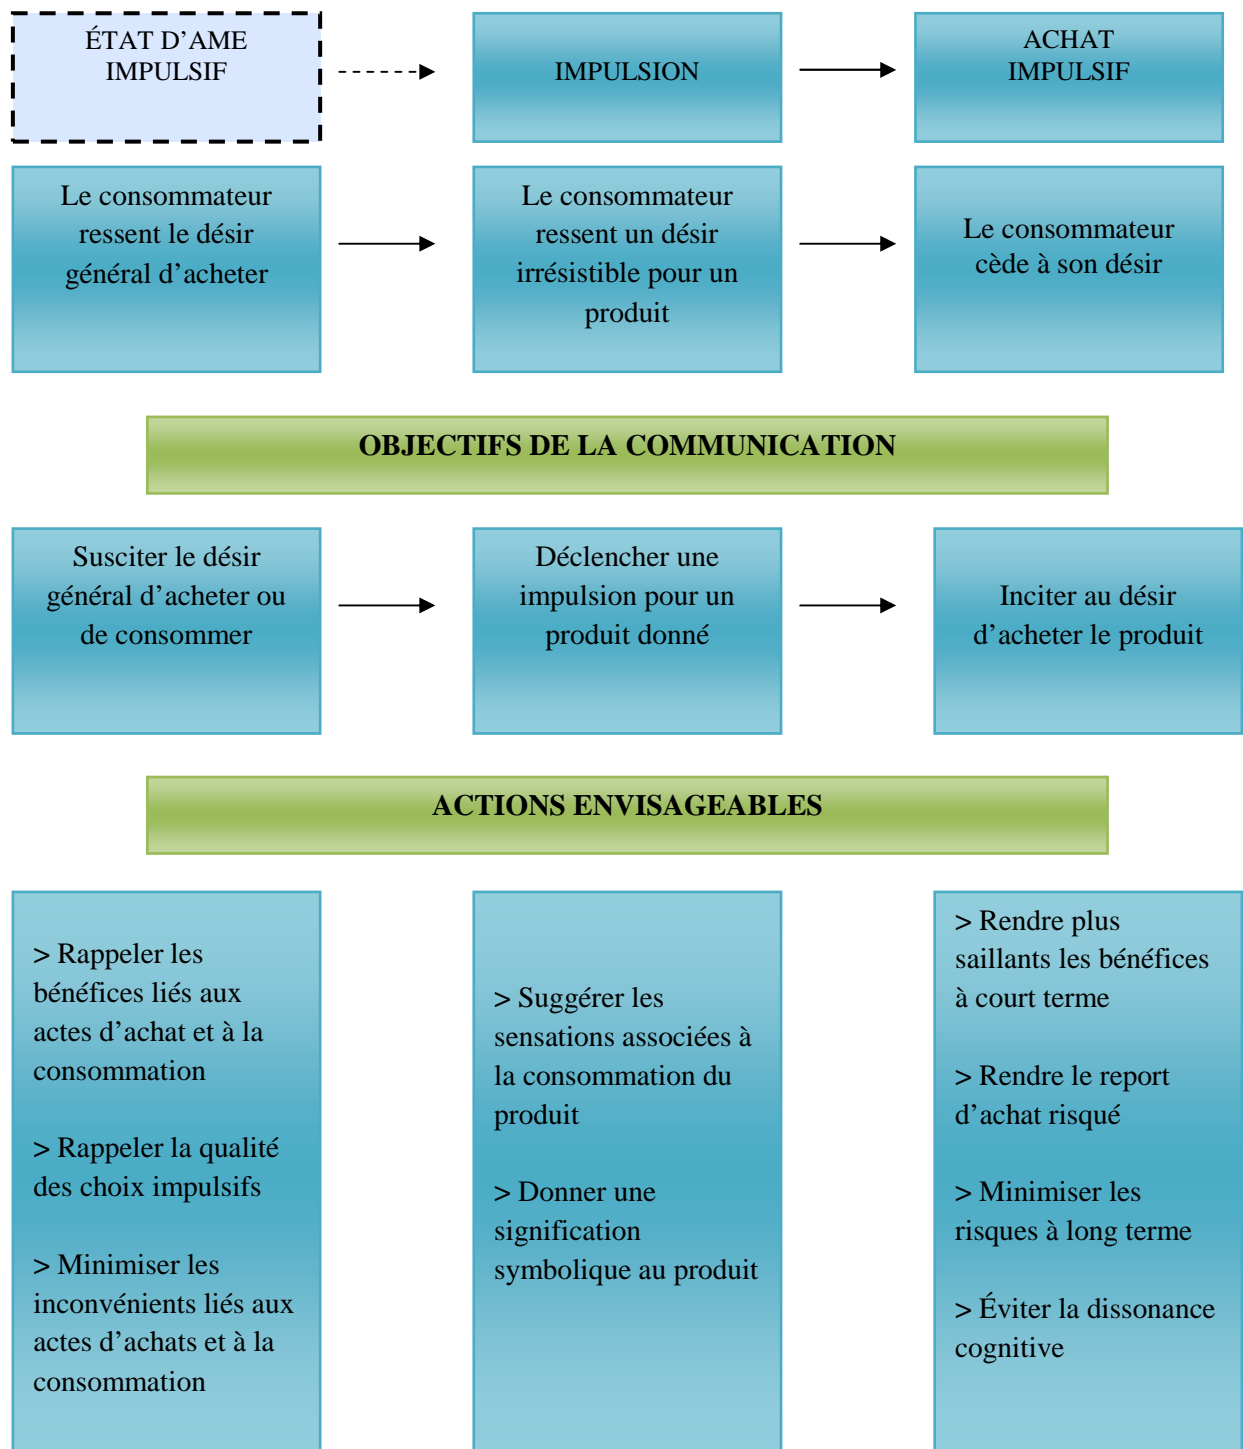 ÉTAT D’AME
IMPULSIF
IMPULSION
ACHAT
IMPULSIF
Le consommateur
ressent le désir
général d’acheter
Le consommateur
ressent un désir
irrésistible pour un
produit
Le consommateur
cède à son désir
OBJECTIFS DE LA COMMUNICATION
Susciter le désir
général d’acheter ou
de consommer
Déclencher une
impulsion pour un
produit donné
Inciter au désir
d’acheter le produit
ACTIONS ENVISAGEABLES
> Rappeler les
bénéfices liés aux
actes d’achat et à la
consommation
> Rappeler la qualité
des choix impulsifs
> Minimiser les
inconvénients liés aux
actes d’achats et à la
consommation
> Suggérer les
sensations associées à
la consommation du
produit
> Donner une
signification
symbolique au produit
> Rendre plus
saillants les bénéfices
à court terme
> Rendre le report
d’achat risqué
> Minimiser les
risques à long terme
> Éviter la dissonance
cognitive